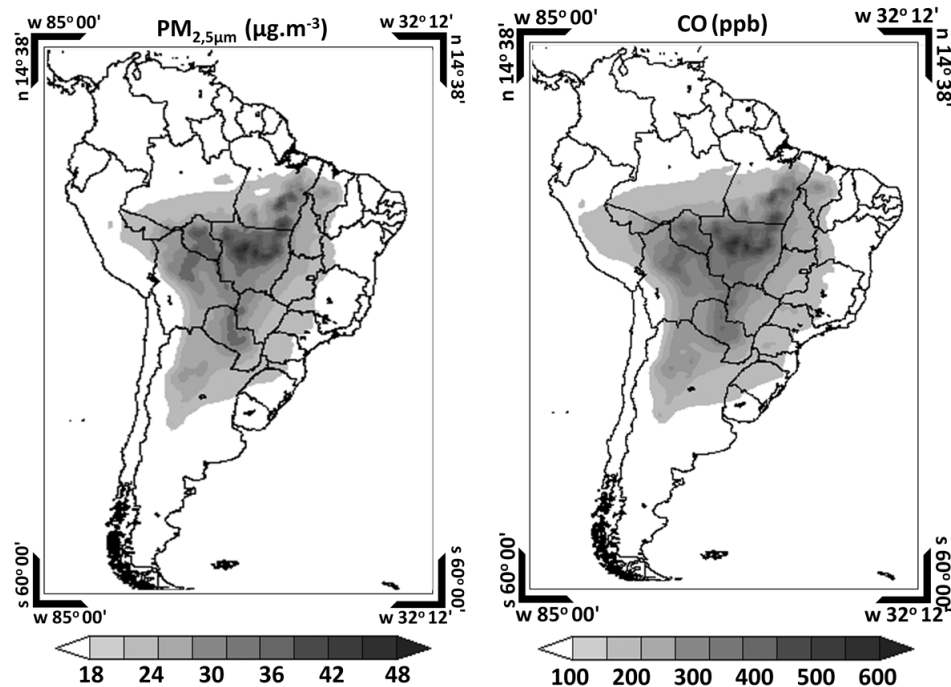 w 85° 00' PM2,5µm (µg.m-3) w 32° 12'
n 14° 38' n 14° 38'
s 60° 00' s 60° 00'
w 85° 00' w 32° 12'
18 24 30 36 42 48
w 85° 00' CO (ppb) w 32° 12'
n 14° 38' n 14° 38'
s 60° 00' s 60° 00'
w 85° 00' w 32° 12'
100 200 300 400 500 600